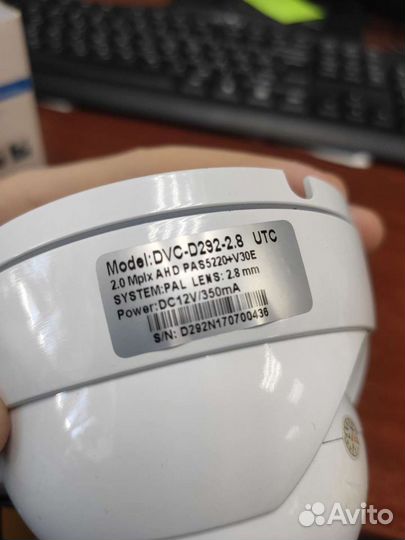 Model:DVC-D292-2.8 UTC
2.0 Mplx AHD PAS5220+V30E
SYSTEM:PAL LENS: 2.8 mm
Power:DC12V/350mA
S/N: D292N170700436
Avito